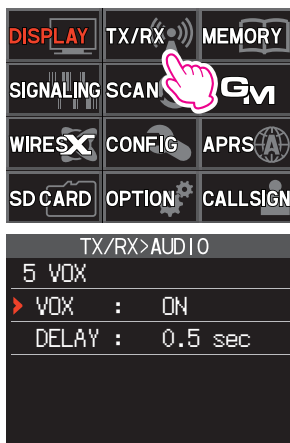 DISPLAY TX/RX MEMORY
SIGNALING SCAN GM
WIRES X CONFIG APRS
SD CARD OPTION CALLSIGN
TX/RX>AUDIO
5 VOX
VOX : ON
DELAY : 0.5 sec